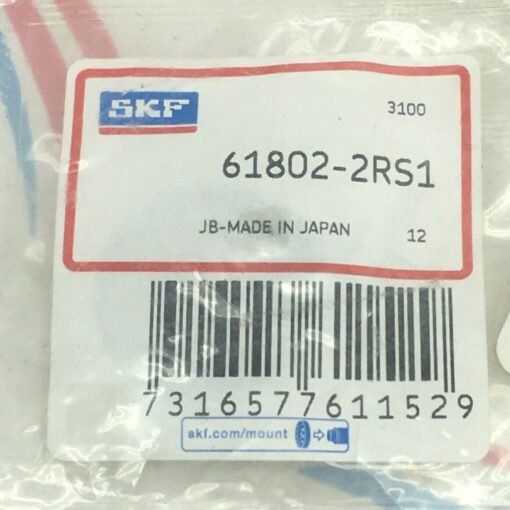 SKF
3100
61802-2RS1
JB-MADE IN JAPAN
12
7316577611529
skf.com/mount